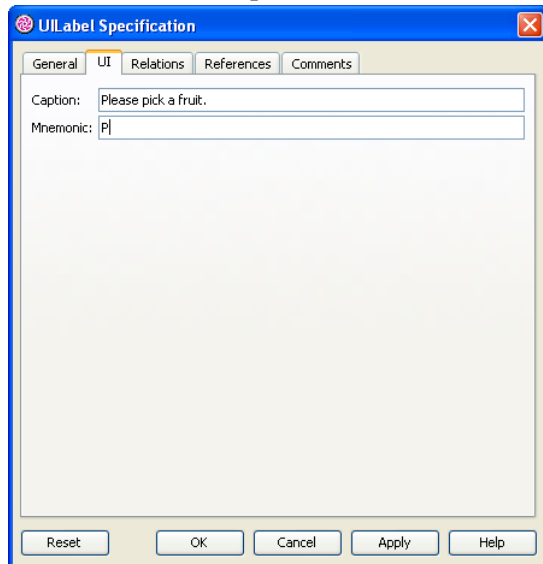 UILabel Specification
General UI Relations References Comments
Caption: Please pick a fruit.
Mnemonic: P
Reset OK Cancel Apply Help